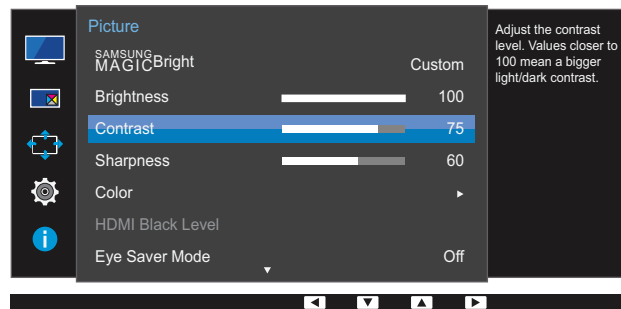 Picture
SAMSUNG
MAGICBright Custom
Brightness 100
Contrast 75
Sharpness 60
Color
HDMI Black Level
Eye Saver Mode Off
Adjust the contrast
level. Values closer to
100 mean a bigger
light/dark contrast.
i